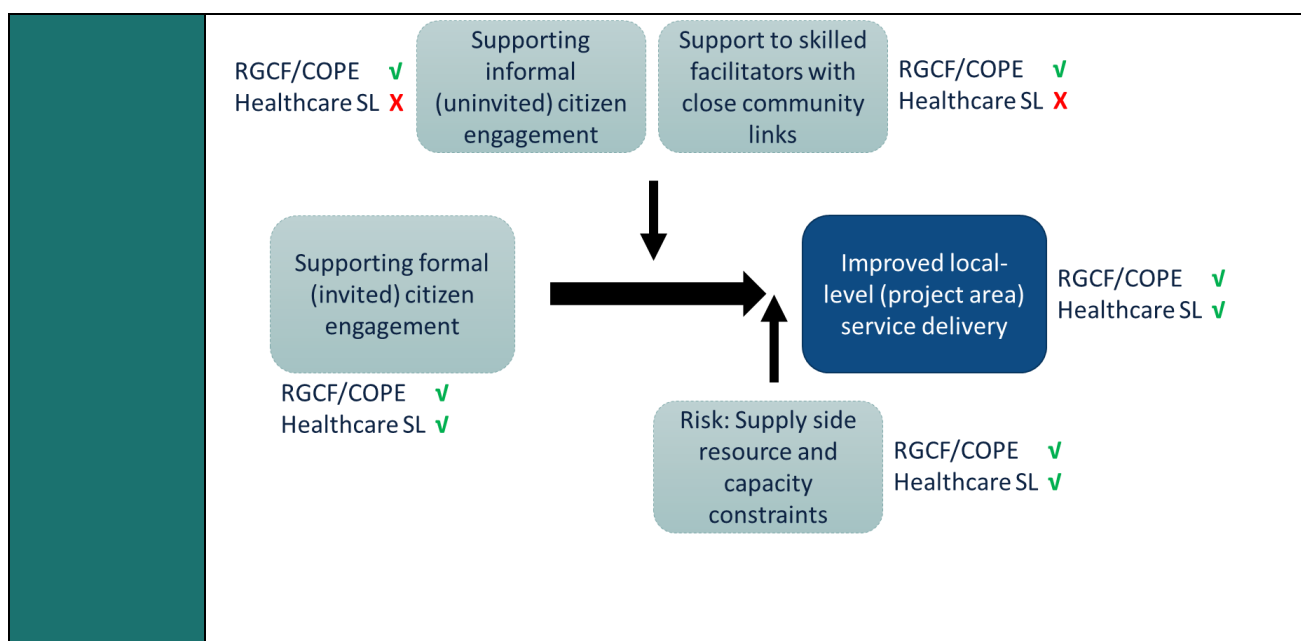 RGCF/COPE √
Healthcare SL X
Supporting
informal
(uninvited) citizen
engagement
Support to skilled
facilitators with
close community
links
RGCF/COPE √
Healthcare SL X
Supporting formal
(invited) citizen
engagement
RGCF/COPE √
Healthcare SL √
Improved local-
level (project area)
service delivery
RGCF/COPE √
Healthcare SL √
Risk: Supply side
resource and
capacity
constraints
RGCF/COPE √
Healthcare SL √